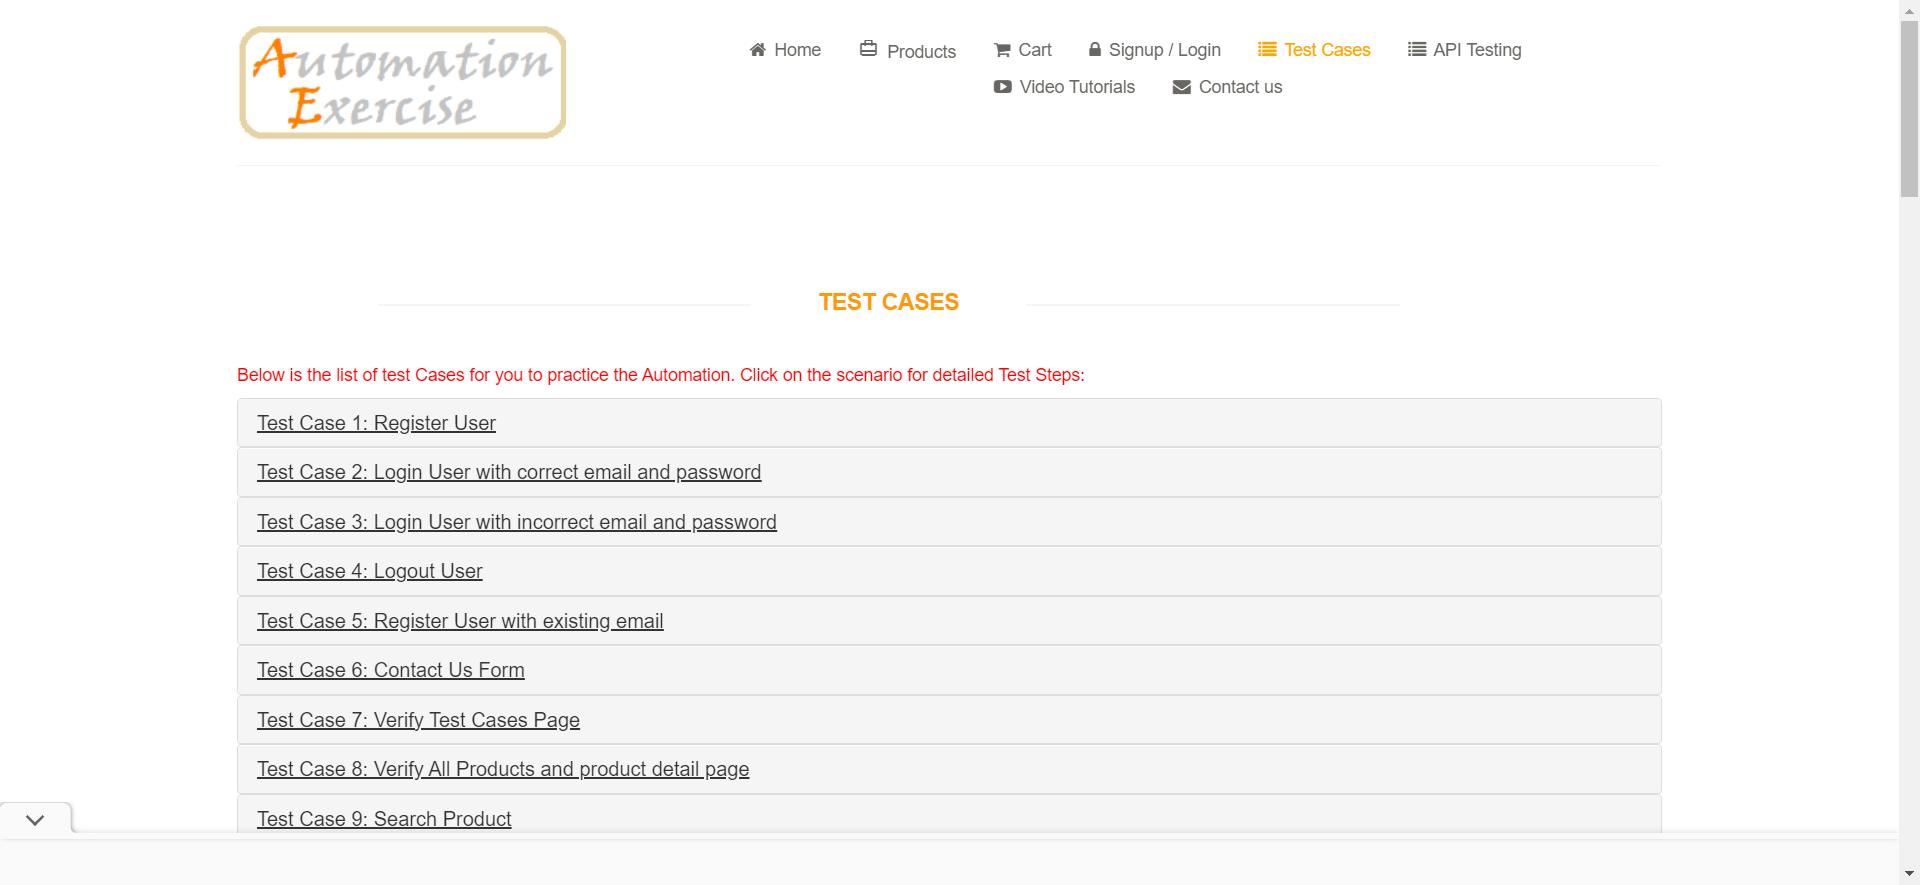 Automation
Exercise
Home Products Cart Signup / Login Test Cases API Testing
Video Tutorials Contact us
TEST CASES
Below is the list of test Cases for you to practice the Automation. Click on the scenario for detailed Test Steps:
Test Case 1: Register User
Test Case 2: Login User with correct email and password
Test Case 3: Login User with incorrect email and password
Test Case 4: Logout User
Test Case 5: Register User with existing email
Test Case 6: Contact Us Form
Test Case 7: Verify Test Cases Page
Test Case 8: Verify All Products and product detail page
Test Case 9: Search Product